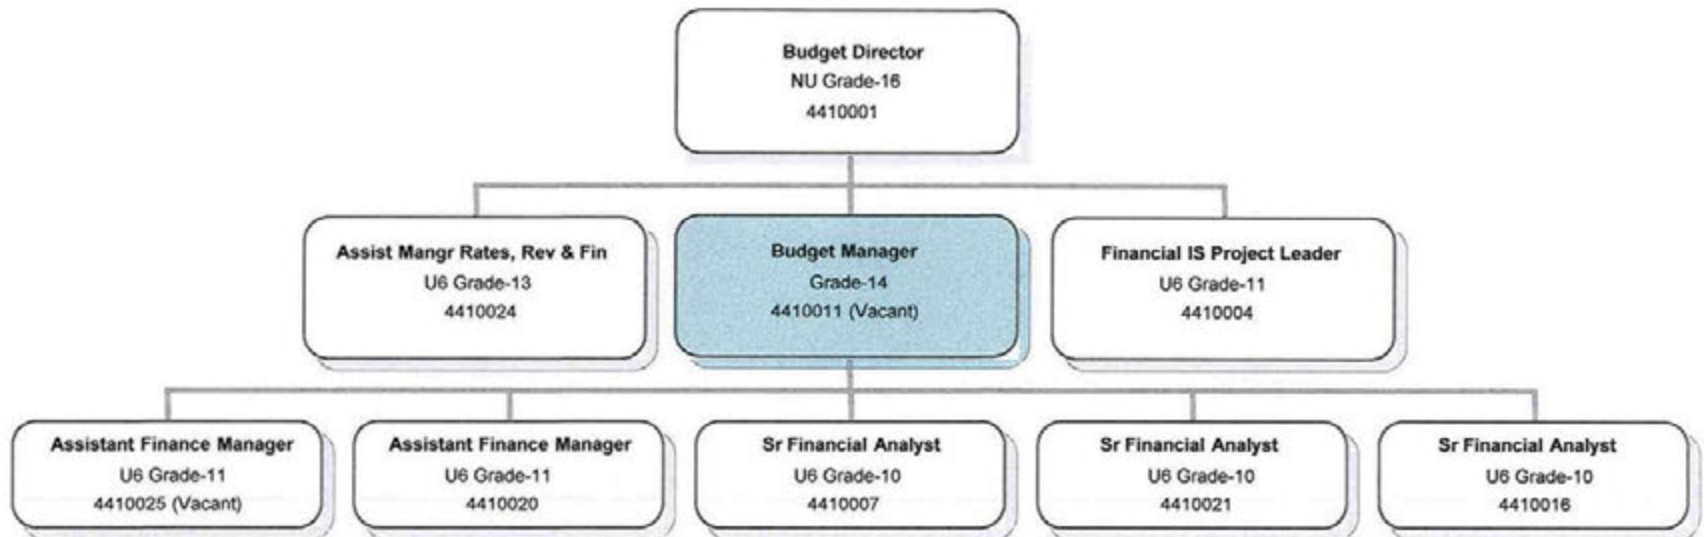 Budget Director
NU Grade-16
4410001
Assist Mangr Rates, Rev & Fin
U6 Grade-13
4410024
Budget Manager
Grade-14
4410011 (Vacant)
Financial IS Project Leader
U6 Grade-11
4410004
Assistant Finance Manager
U6 Grade-11
4410025 (Vacant)
Assistant Finance Manager
U6 Grade-11
4410020
Sr Financial Analyst
U6 Grade-10
4410007
Sr Financial Analyst
U6 Grade-10
4410021
Sr Financial Analyst
U6 Grade-10
4410016